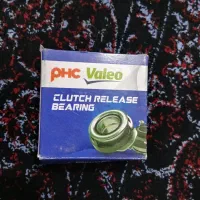 PHC Valeo
CLUTCH RELEASE
BEARING